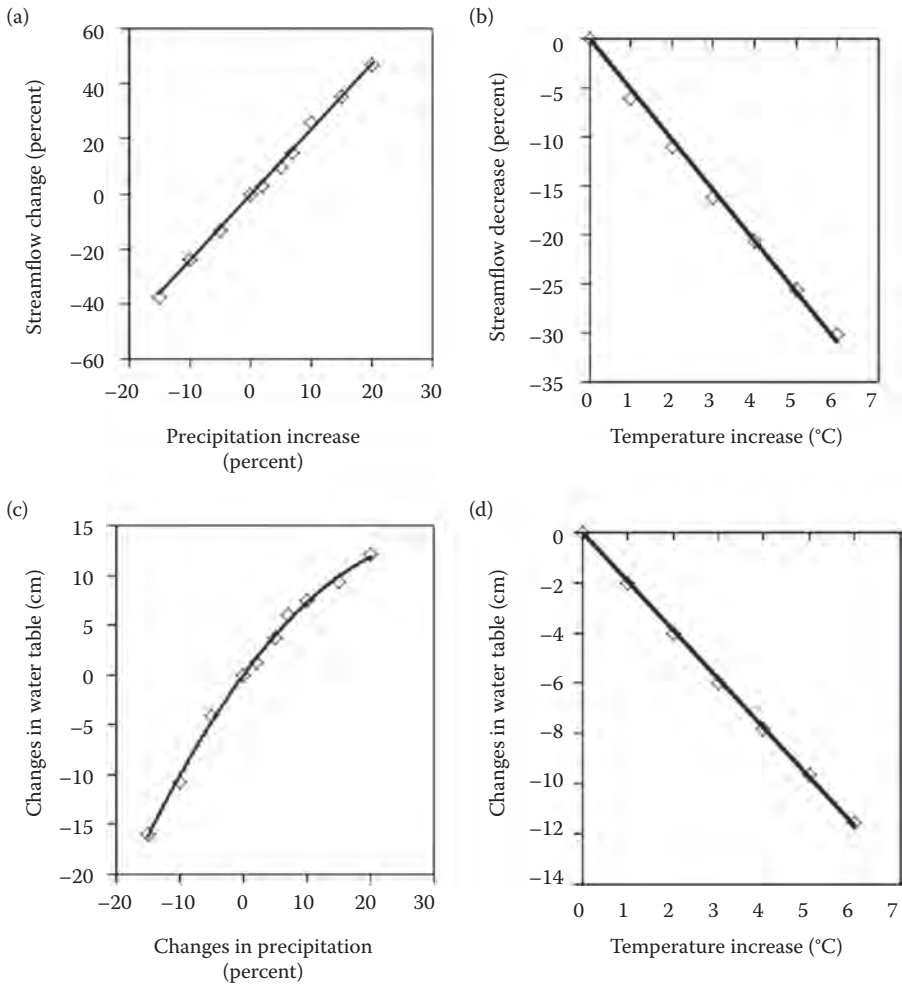 (a)
60
40
20
0
−20
−40
−60
−20 −10 0 10 20 30
Streamflow change (percent)
Precipitation increase
(percent)
(b)
0
−5
−10
−15
−20
−25
−30
−35
0 1 2 3 4 5 6 7
Streamflow decrease (percent)
Temperature increase (°C)
(c)
15
10
5
0
−5
−10
−15
−20
−20 −10 0 10 20 30
Changes in water table (cm)
Changes in precipitation
(percent)
(d)
0
−2
−4
−6
−8
−10
−12
−14
0 1 2 3 4 5 6 7
Changes in water table (cm)
Temperature increase (°C)